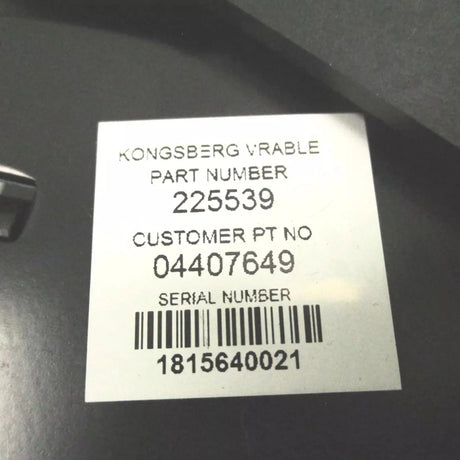 KONGSBERG VRABLE
PART NUMBER
225539
CUSTOMER PT NO
04407649
SERIAL NUMBER
1815640021